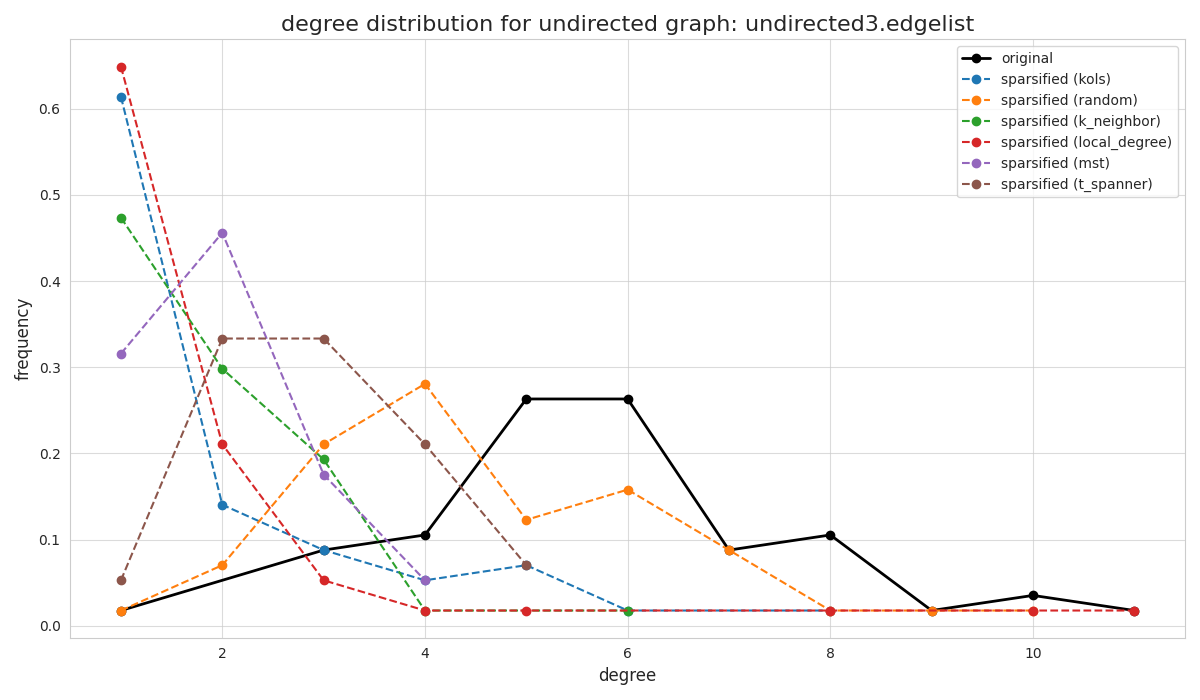 degree distribution for undirected graph: undirected3.edgelist
original
sparsified (kols)
sparsified (random)
sparsified (k_neighbor)
sparsified (local_degree)
sparsified (mst)
sparsified (t_spanner)
frequency
0.6
0.5
0.4
0.3
0.2
0.1
0.0
2
4
6
8
10
degree